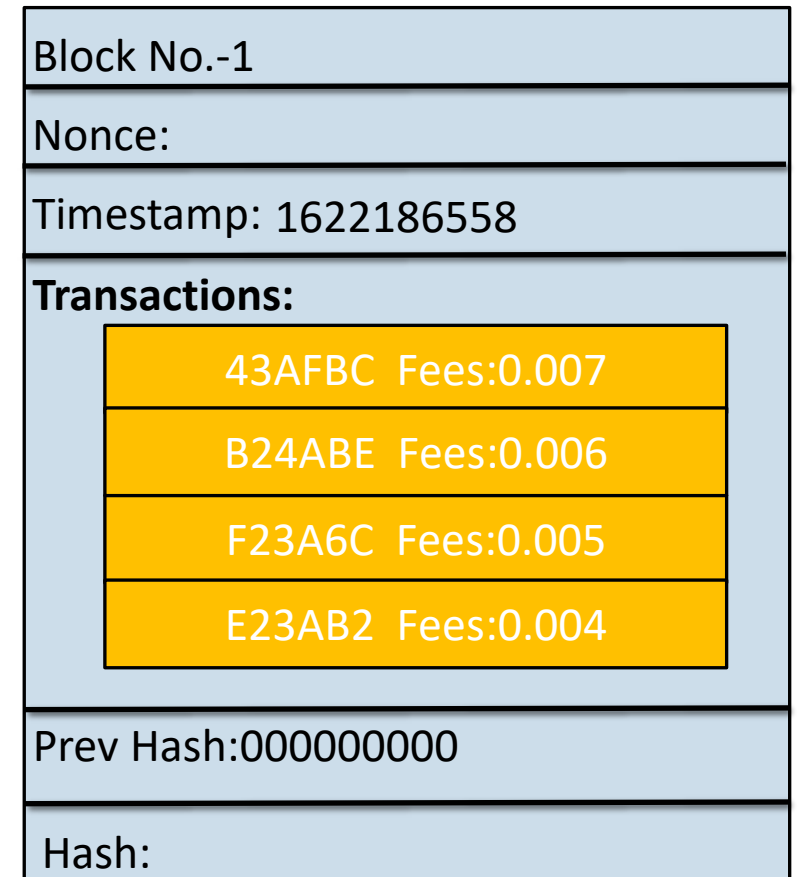 Block No.-1
Nonce:
Timestamp: 1622186558
Transactions:
43AFBC Fees:0.007
B24ABE Fees:0.006
F23A6C Fees:0.005
E23AB2 Fees:0.004
Prev Hash:000000000
Hash: